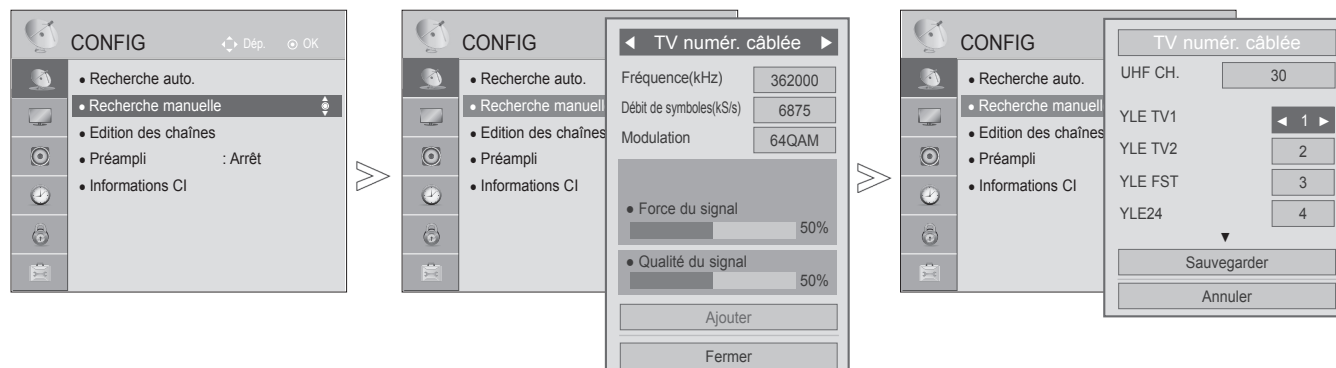 CONFIG
Dép. OK
• Recherche auto.
• Recherche manuelle
• Edition des chaînes
• Préampli : Arrêt
• Informations CI
CONFIG
• Recherche auto.
• Recherche manuell
• Edition des chaînes
• Préampli
• Informations CI
◄ TV numér. câblée ►
Fréquence(kHz) 362000
Débit de symboles(kS/s) 6875
Modulation 64QAM
• Force du signal
50%
• Qualité du signal
50%
Ajouter
Fermer
CONFIG
• Recherche auto.
• Recherche manuell
• Edition des chaînes
• Préampli
• Informations CI
TV numér. câblée
UHF CH. 30
YLE TV1 ◄ 1 ►
YLE TV2 2
YLE FST 3
YLE24 4
▼
Sauvegarder
Annuler